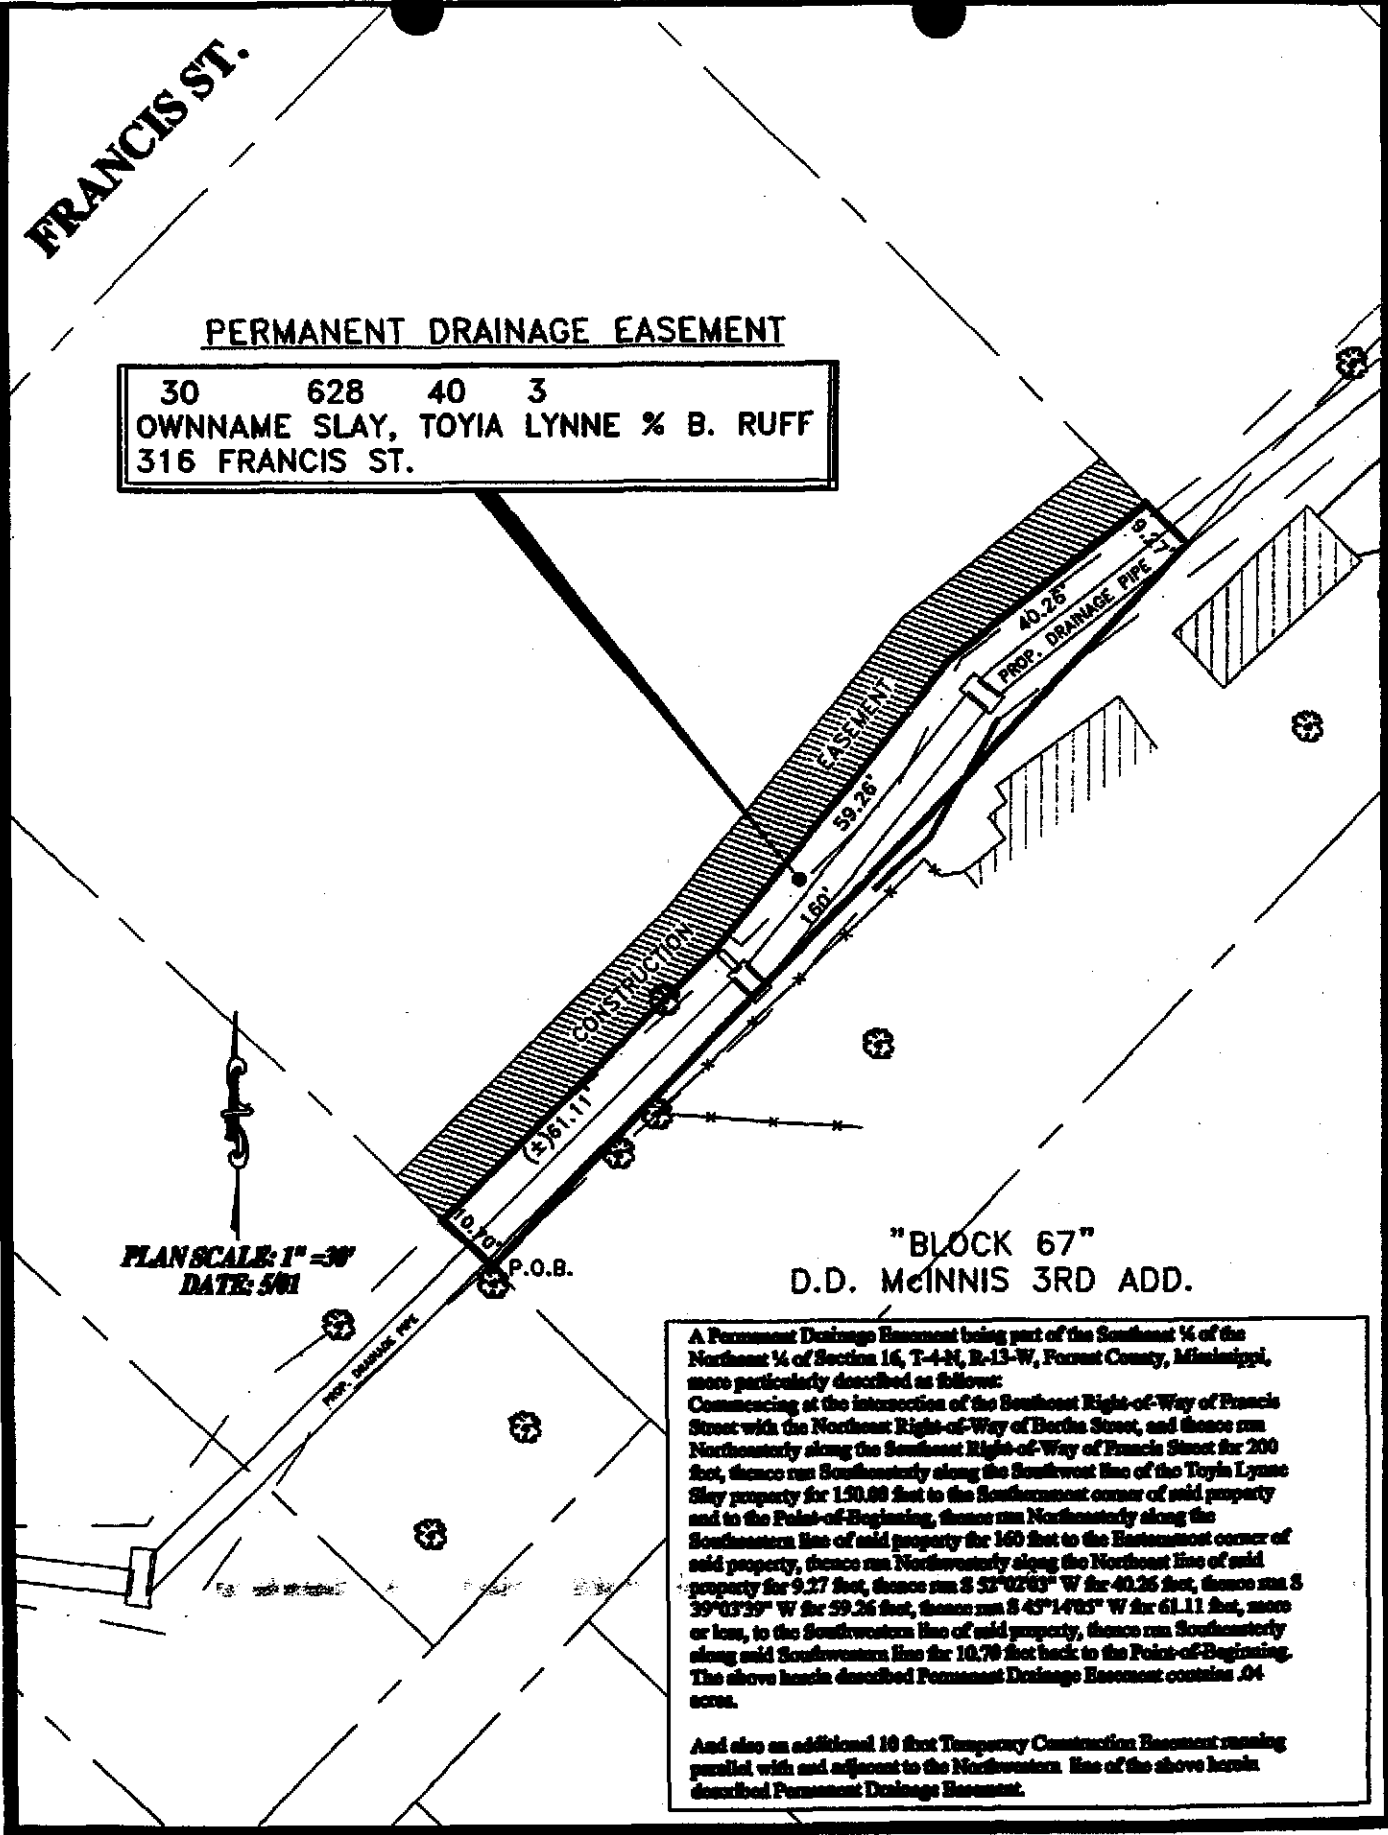 FRANCIS ST.
PERMANENT DRAINAGE EASEMENT
30 628 40 3
OWNNAME SLAY, TOYIA LYNNE % B. RUFF
316 FRANCIS ST.
9.27'
40.26'
PROP. DRAINAGE PIPE
EASEMENT
59.26'
160'
CONSTRUCTION
(±)61.11'
10.70'
P.O.B.
PROP. DRAINAGE PIPE
PLAN SCALE: 1" =30'
DATE: 5/01
"BLOCK 67"
D.D. McINNIS 3RD ADD.
A Permanent Drainage Easement being part of the Southeast ¼ of the
Northeast ¼ of Section 16, T-4-N, R-13-W, Forrest County, Mississippi,
more particularly described as follows:
Commencing at the intersection of the Southeast Right-of-Way of Francis
Street with the Northeast Right-of-Way of Bertha Street, and thence run
Northeasterly along the Southeast Right-of-Way of Francis Street for 200
feet, thence run Southeasterly along the Southwest line of the Toyia Lynne
Slay property for 150.00 feet to the Southernmost corner of said property
and to the Point-of-Beginning, thence run Northeasterly along the
Southeastern line of said property for 160 feet to the Easternmost corner of
said property, thence run Northwesterly along the Northeast line of said
property for 9.27 feet, thence run S 52°02'03" W for 40.26 feet, thence run S
39°03'39" W for 59.26 feet, thence run S 45°14'05" W for 61.11 feet, more
or less, to the Southwestern line of said property, thence run Southeasterly
along said Southwestern line for 10.70 feet back to the Point-of-Beginning.
The above herein described Permanent Drainage Easement contains .04
acres.
And also an additional 10 foot Temporary Construction Easement running
parallel with and adjacent to the Northwestern line of the above herein
described Permanent Drainage Easement.